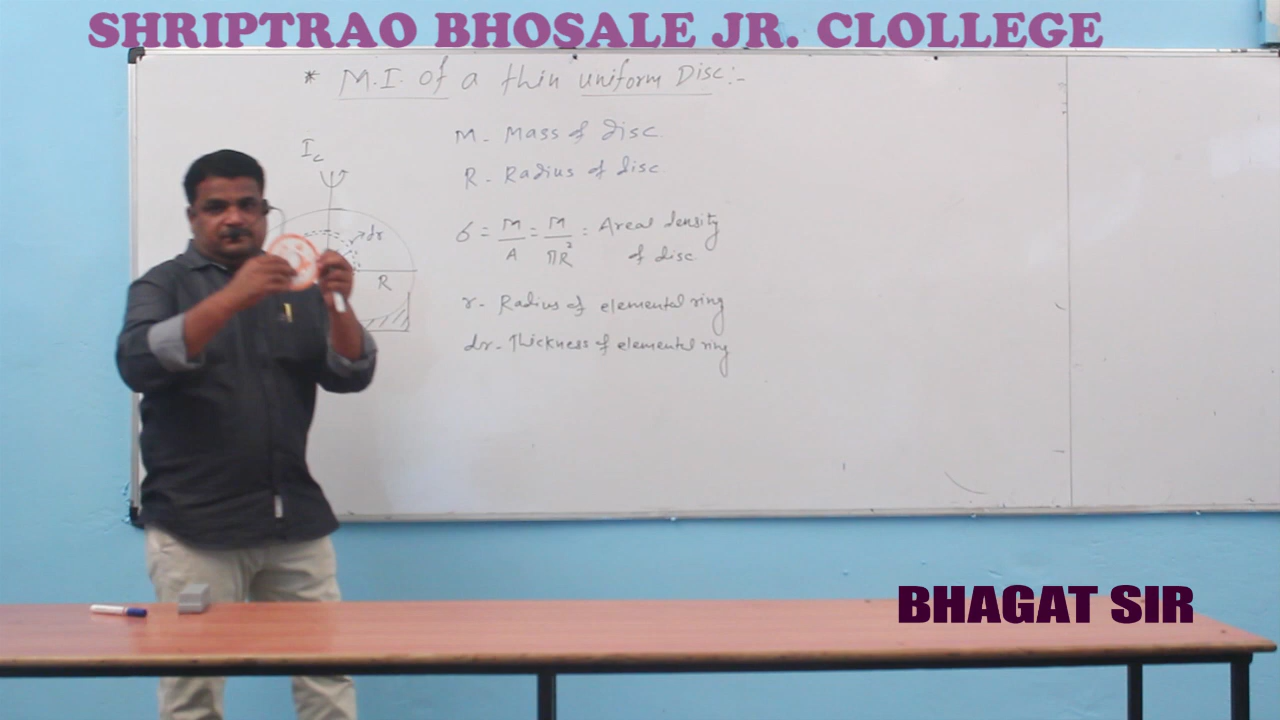 SHRIPTRAO BHOSALE JR. CLOLLEGE
* M.I. of a thin uniform Disc:-
M - Mass of disc.
R - Radius of disc
I_c
σ = M/A = M/πR² = Areal density
of disc
dr
R
r - Radius of elemental ring
dr - Thickness of elemental ring
BHAGAT SIR